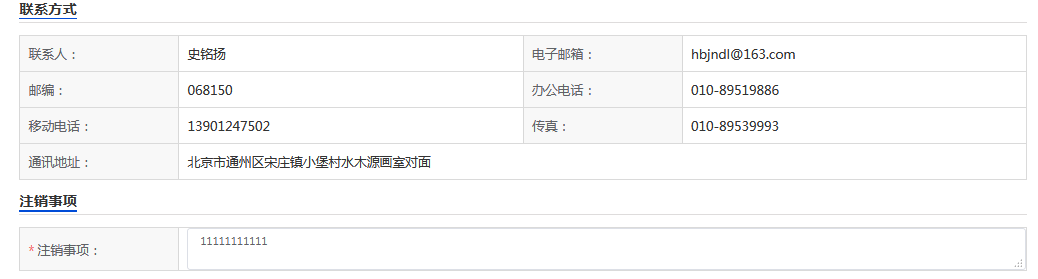 联系方式
联系人： 史铭扬 电子邮箱： hbjndl@163.com
邮编： 068150 办公电话： 010-89519886
移动电话： 13901247502 传真： 010-89539993
通讯地址： 北京市通州区宋庄镇小堡村水木源画室对面
注销事项
*注销事项： 11111111111